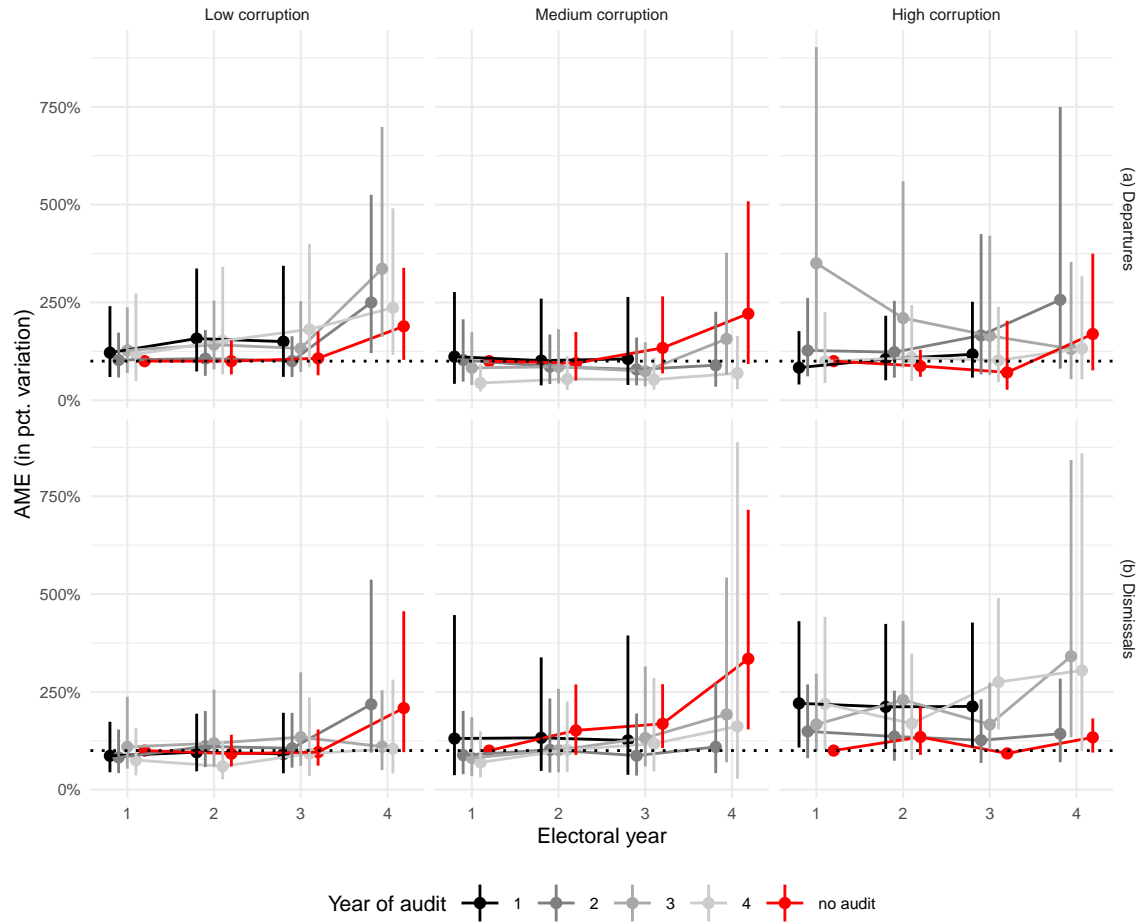 Low corruption
Medium corruption
High corruption
750%
500%
250%
0%
(a) Departures
AME (in pct. variation)
750%
500%
250%
0%
(b) Dismissals
1 2 3 4
1 2 3 4
1 2 3 4
Electoral year
Year of audit 1 2 3 4 no audit